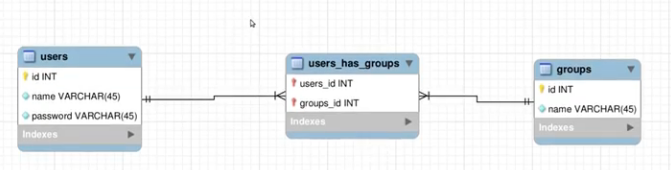 users
id INT
name VARCHAR(45)
password VARCHAR(45)
Indexes
users_has_groups
users_id INT
groups_id INT
Indexes
groups
id INT
name VARCHAR(45)
Indexes